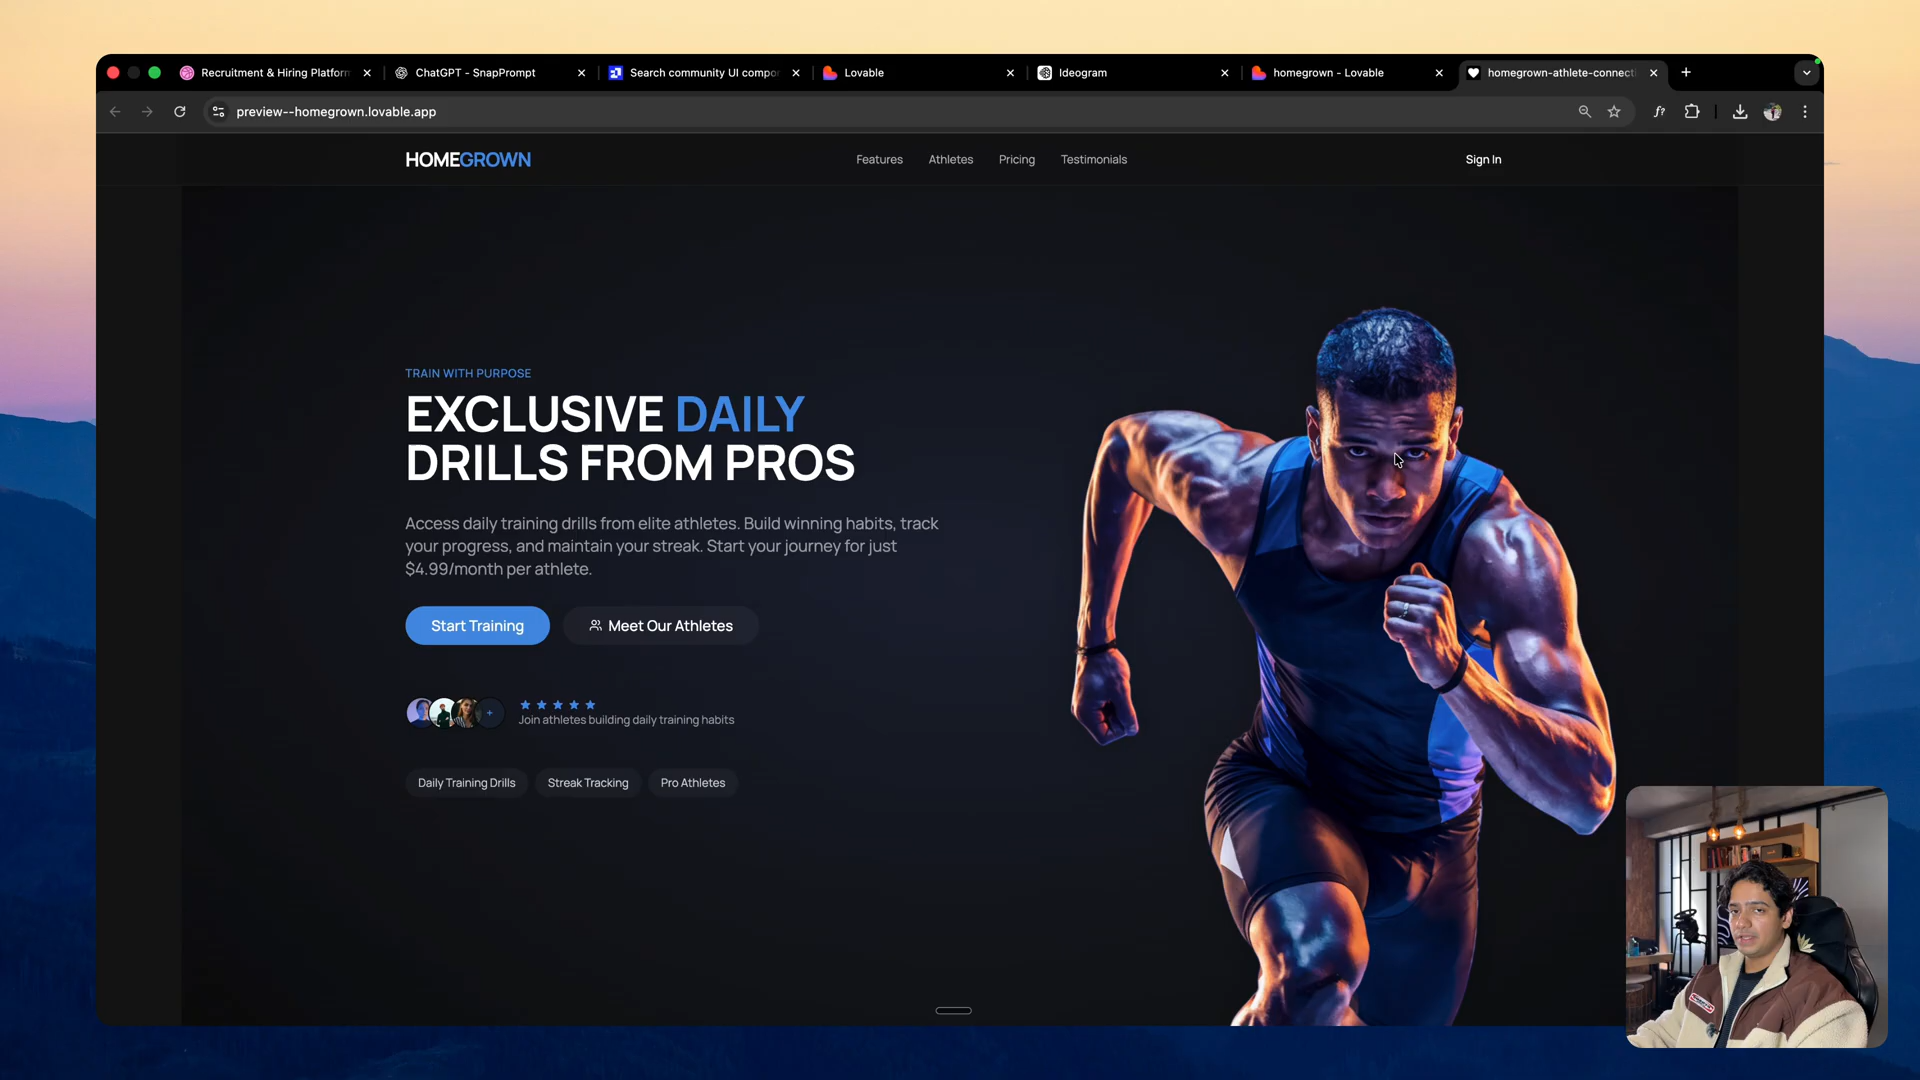 Recruitment & Hiring Platform
ChatGPT - SnapPrompt
Search community UI compo
Lovable
Ideogram
homegrown - Lovable
homegrown-athlete-connecti
preview--homegrown.lovable.app
HOMEGROWN
Features
Athletes
Pricing
Testimonials
Sign In
TRAIN WITH PURPOSE
EXCLUSIVE DAILY
DRILLS FROM PROS
Access daily training drills from elite athletes. Build winning habits, track
your progress, and maintain your streak. Start your journey for just
$4.99/month per athlete.
Start Training
Meet Our Athletes
Join athletes building daily training habits
Daily Training Drills
Streak Tracking
Pro Athletes